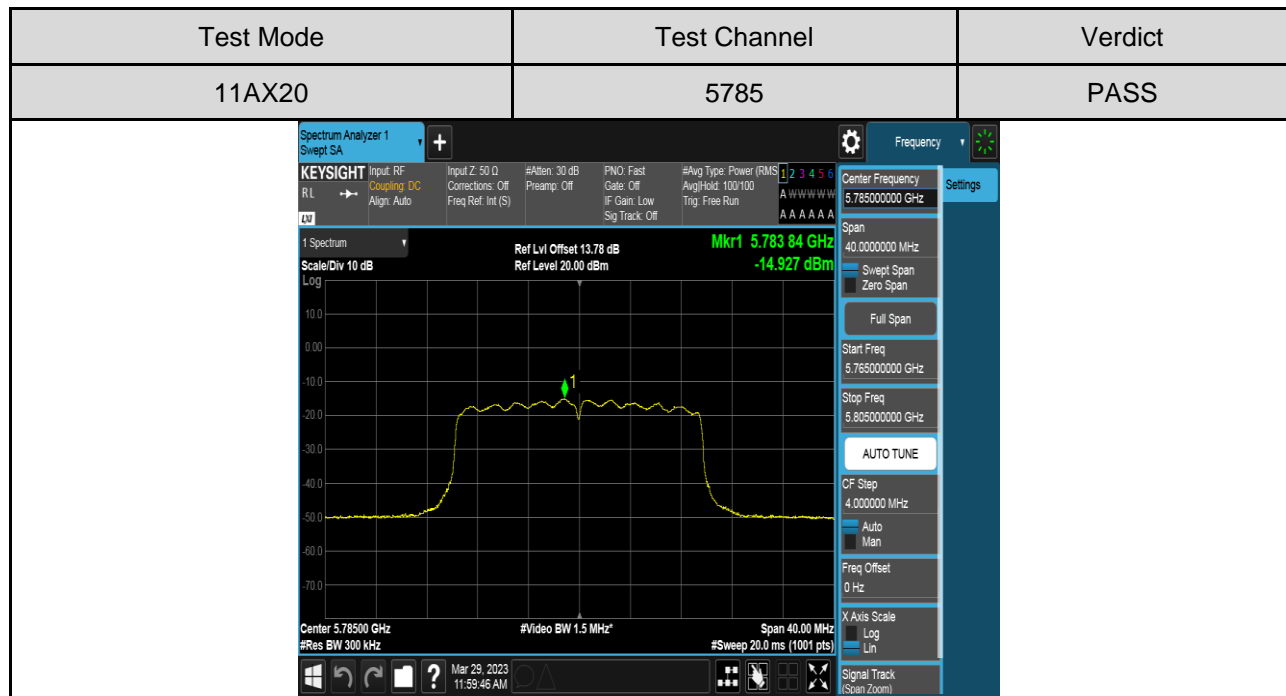 Test Mode Test Channel Verdict
11AX20 5785 PASS
Spectrum Analyzer 1
Swept SA
+
Frequency
KEYSIGHT
R L
LXI
Input: RF
Coupling: DC
Align: Auto
Input Z: 50 Ω
Corrections: Off
Freq Ref: Int (S)
#Atten: 30 dB
Preamp: Off
PNO: Fast
Gate: Off
IF Gain: Low
Sig Track: Off
#Avg Type: Power (RMS
Avg|Hold: 100/100
Trig: Free Run
1 2 3 4 5 6
A W W W W W
A A A A A A
1 Spectrum
Scale/Div 10 dB
Log
Ref Lvl Offset 13.78 dB
Ref Level 20.00 dBm
Mkr1 5.783 84 GHz
-14.927 dBm
10.0
0.00
-10.0
1
-20.0
-30.0
-40.0
-50.0
-60.0
-70.0
Center 5.78500 GHz
#Res BW 300 kHz
#Video BW 1.5 MHz*
Span 40.00 MHz
#Sweep 20.0 ms (1001 pts)
?
Mar 29, 2023
11:59:46 AM
Center Frequency
5.785000000 GHz
Settings
Span
40.0000000 MHz
Swept Span
Zero Span
Full Span
Start Freq
5.765000000 GHz
Stop Freq
5.805000000 GHz
AUTO TUNE
CF Step
4.000000 MHz
Auto
Man
Freq Offset
0 Hz
X Axis Scale
Log
Lin
Signal Track
(Span Zoom)